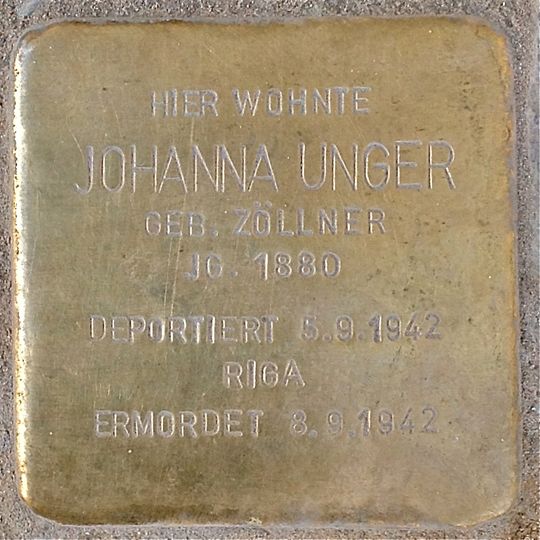 HIER WOHNTE
JOHANNA UNGER
GEB. ZÖLLNER
JG. 1880
DEPORTIERT 5.9.1942
RIGA
ERMORDET 8.9.1942